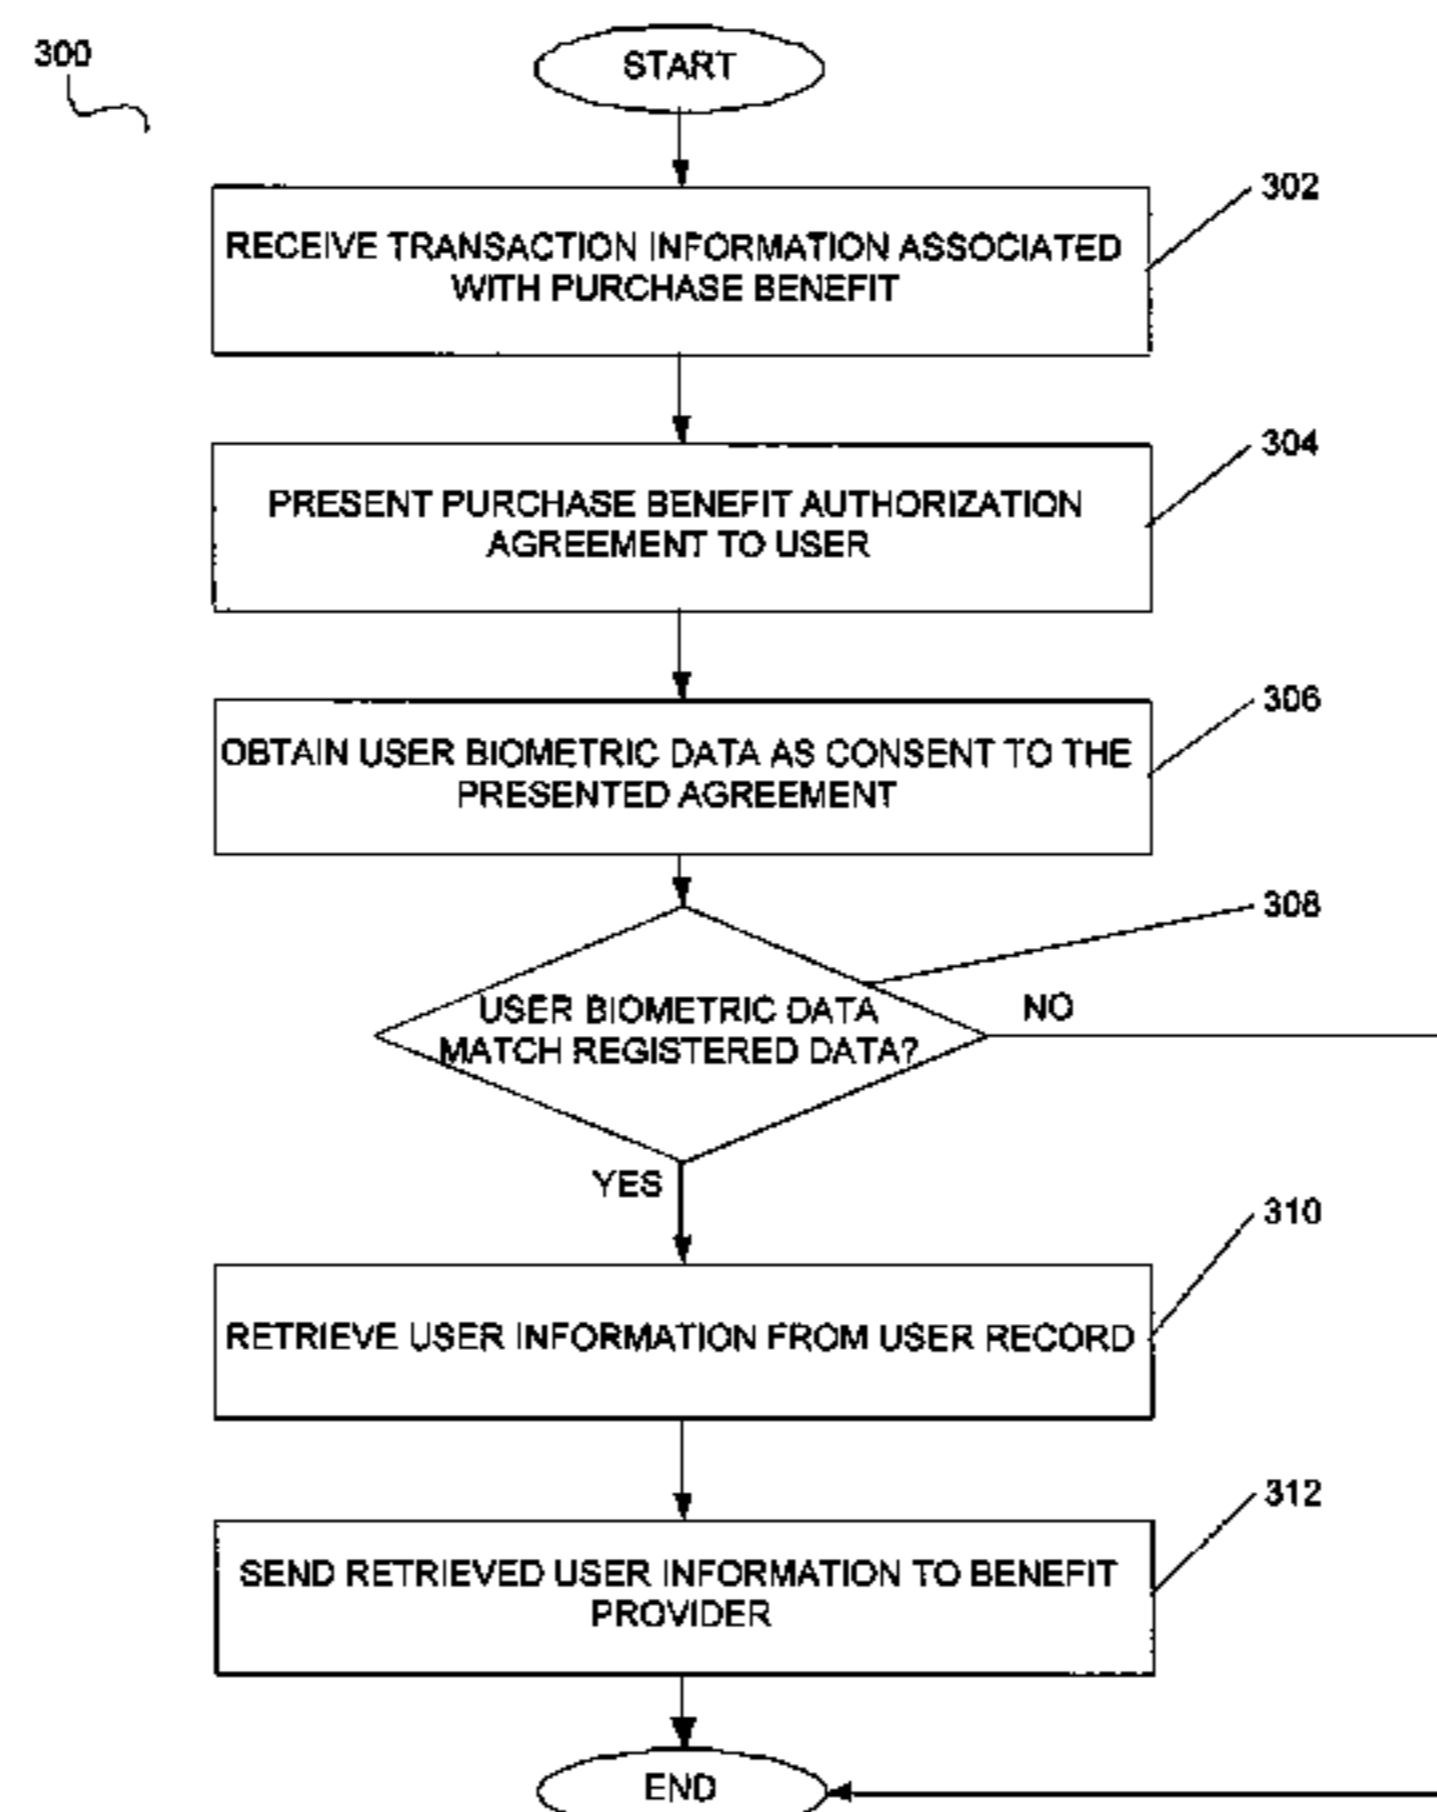 300
START
302
RECEIVE TRANSACTION INFORMATION ASSOCIATED
WITH PURCHASE BENEFIT
304
PRESENT PURCHASE BENEFIT AUTHORIZATION
AGREEMENT TO USER
306
OBTAIN USER BIOMETRIC DATA AS CONSENT TO THE
PRESENTED AGREEMENT
308
USER BIOMETRIC DATA
MATCH REGISTERED DATA?
NO
YES
310
RETRIEVE USER INFORMATION FROM USER RECORD
312
SEND RETRIEVED USER INFORMATION TO BENEFIT
PROVIDER
END